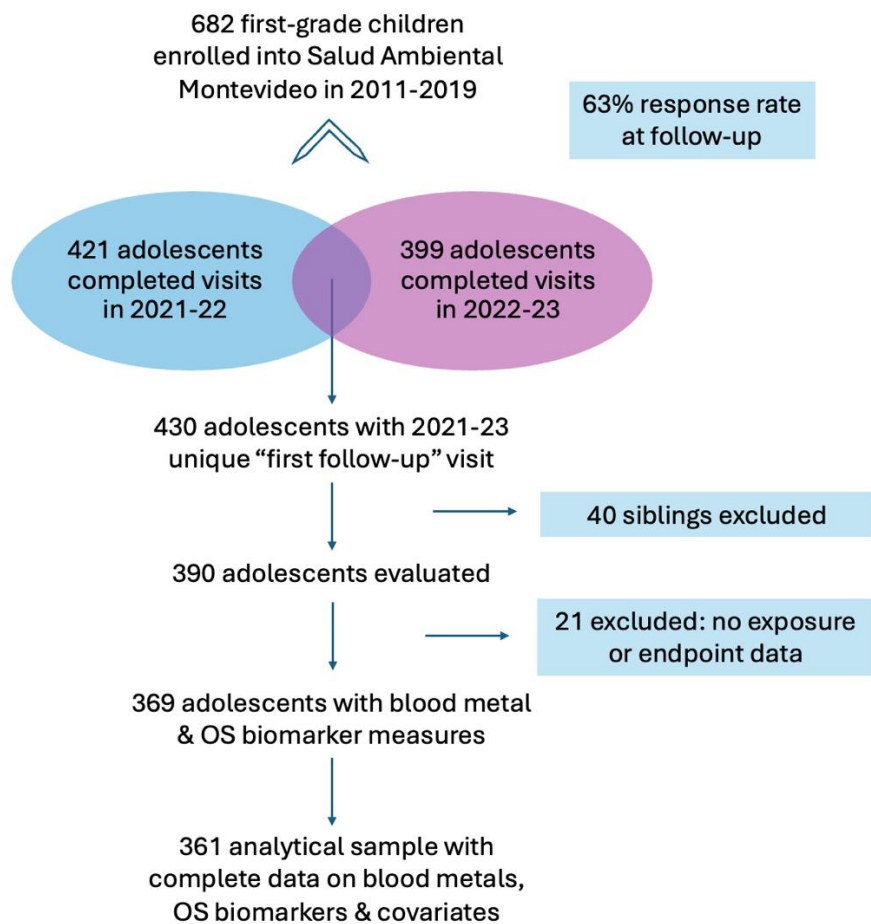 682 first-grade children
enrolled into Salud Ambiental
Montevideo in 2011-2019
63% response rate
at follow-up
421 adolescents
completed visits
in 2021-22
399 adolescents
completed visits
in 2022-23
430 adolescents with 2021-23
unique “first follow-up” visit
40 siblings excluded
390 adolescents evaluated
21 excluded: no exposure
or endpoint data
369 adolescents with blood metal
& OS biomarker measures
361 analytical sample with
complete data on blood metals,
OS biomarkers & covariates